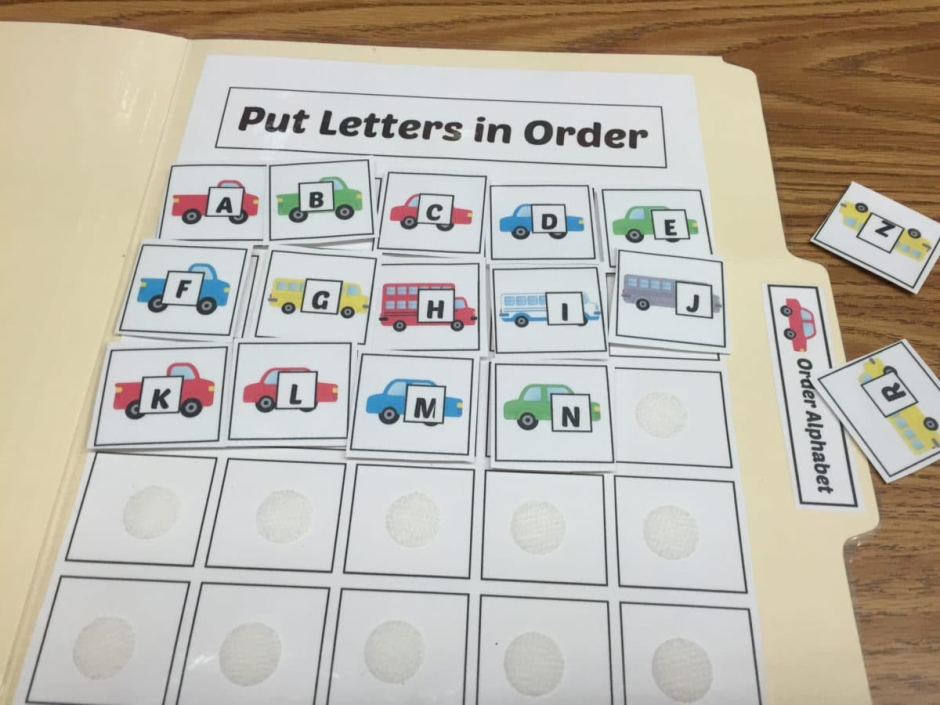 Put Letters in Order
A B C D E
F G H I J
K L M N
Order Alphabet
Z
R